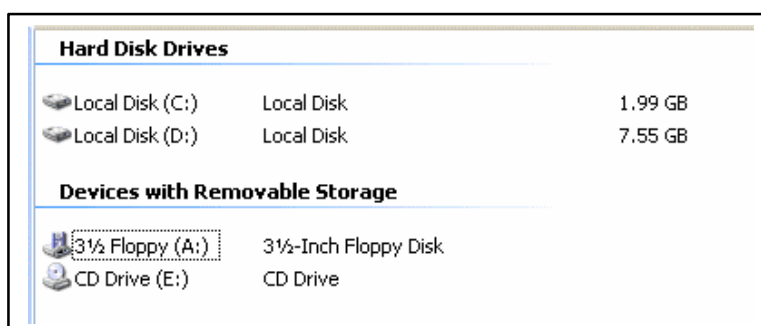 Hard Disk Drives
Local Disk (C:) Local Disk 1.99 GB
Local Disk (D:) Local Disk 7.55 GB
Devices with Removable Storage
3½ Floppy (A:) 3½-Inch Floppy Disk
CD Drive (E:) CD Drive